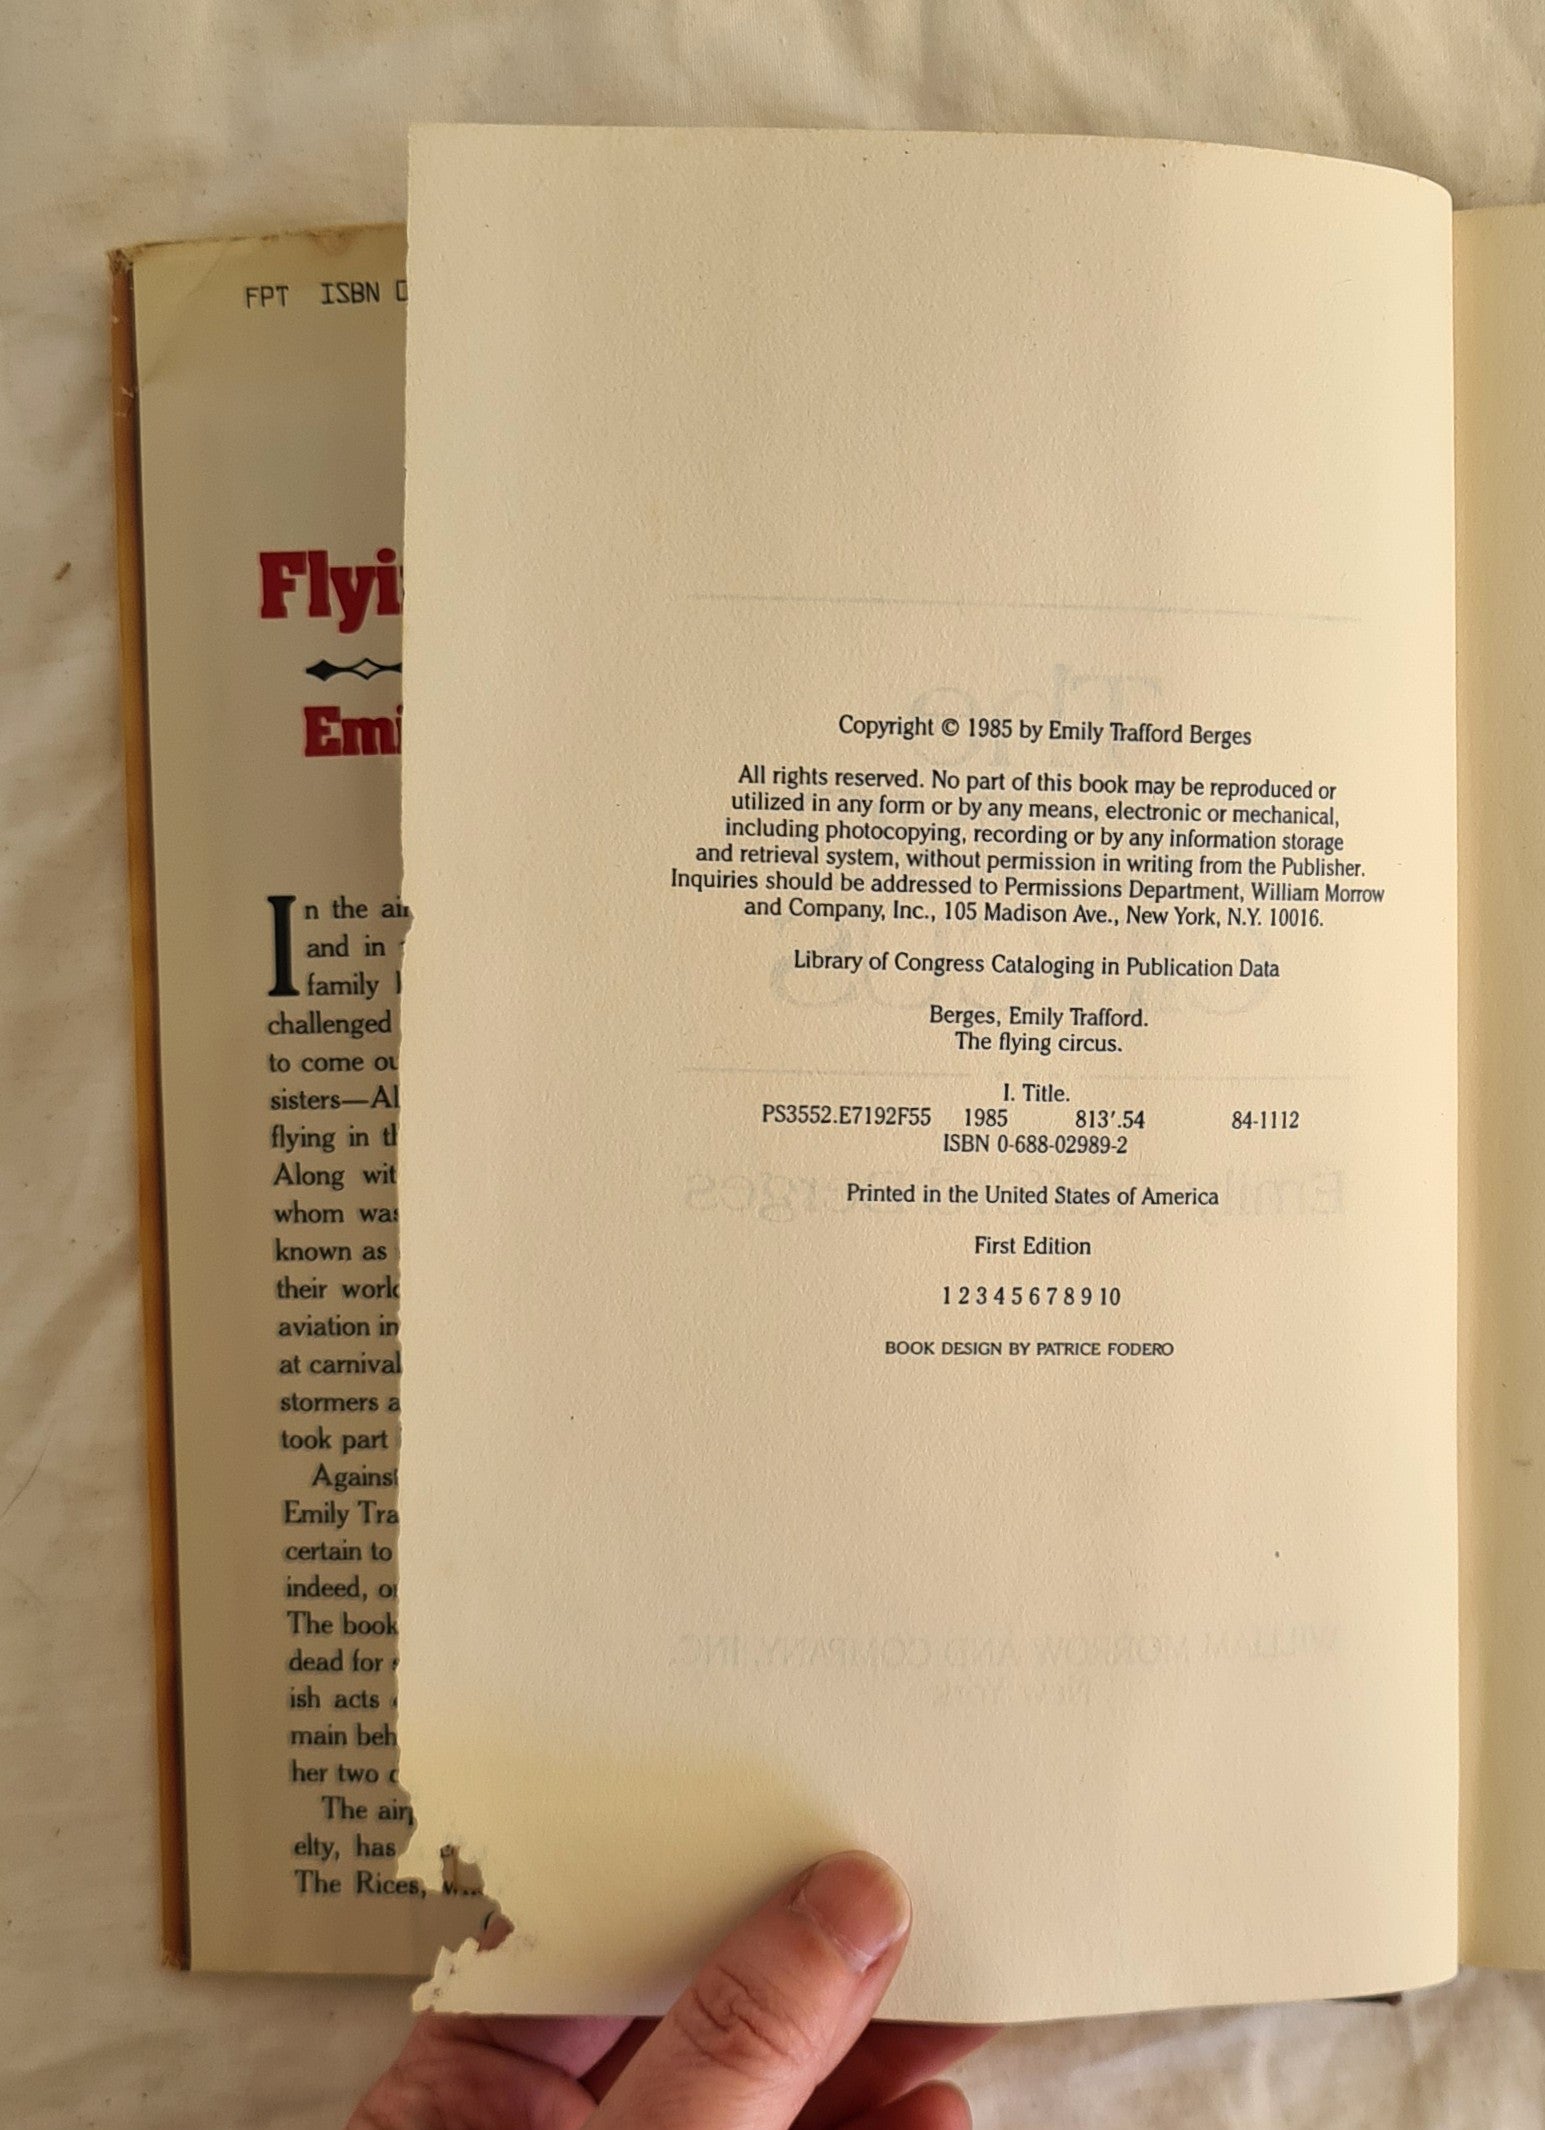 FPT ISBN
Flyi
Emi
In the air
and in
family
challenged
to come ou
sisters—Al
flying in th
Along wit
whom was
known as
their work
aviation in
at carnival
stormers a
took part
Against
Emily Tra
certain to
indeed, or
The book
dead for
ish acts
main beh
her two
The airp
elty, has
The Rices,
Copyright © 1985 by Emily Trafford Berges
All rights reserved. No part of this book may be reproduced or
utilized in any form or by any means, electronic or mechanical,
including photocopying, recording or by any information storage
and retrieval system, without permission in writing from the Publisher.
Inquiries should be addressed to Permissions Department, William Morrow
and Company, Inc., 105 Madison Ave., New York, N.Y. 10016.
Library of Congress Cataloging in Publication Data
Berges, Emily Trafford.
The flying circus.
I. Title.
PS3552.E7192F55 1985 813′.54 84-1112
ISBN 0-688-02989-2
Printed in the United States of America
First Edition
1 2 3 4 5 6 7 8 9 10
BOOK DESIGN BY PATRICE FODERO